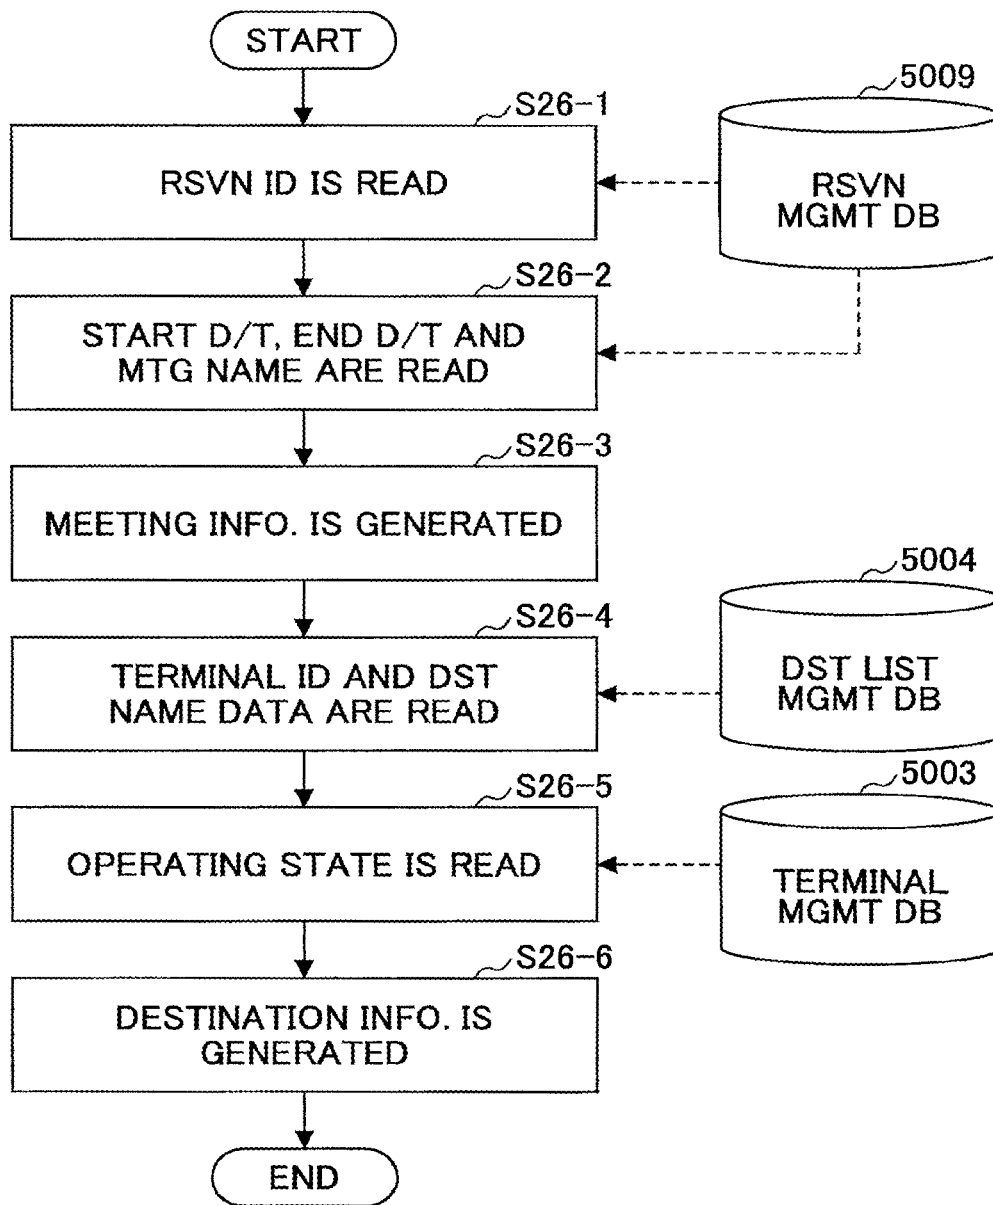 START
S26-1
5009
RSVN ID IS READ
RSVN
MGMT DB
S26-2
START D/T, END D/T AND
MTG NAME ARE READ
S26-3
MEETING INFO. IS GENERATED
S26-4
5004
TERMINAL ID AND DST
NAME DATA ARE READ
DST LIST
MGMT DB
S26-5
5003
OPERATING STATE IS READ
TERMINAL
MGMT DB
S26-6
DESTINATION INFO. IS
GENERATED
END